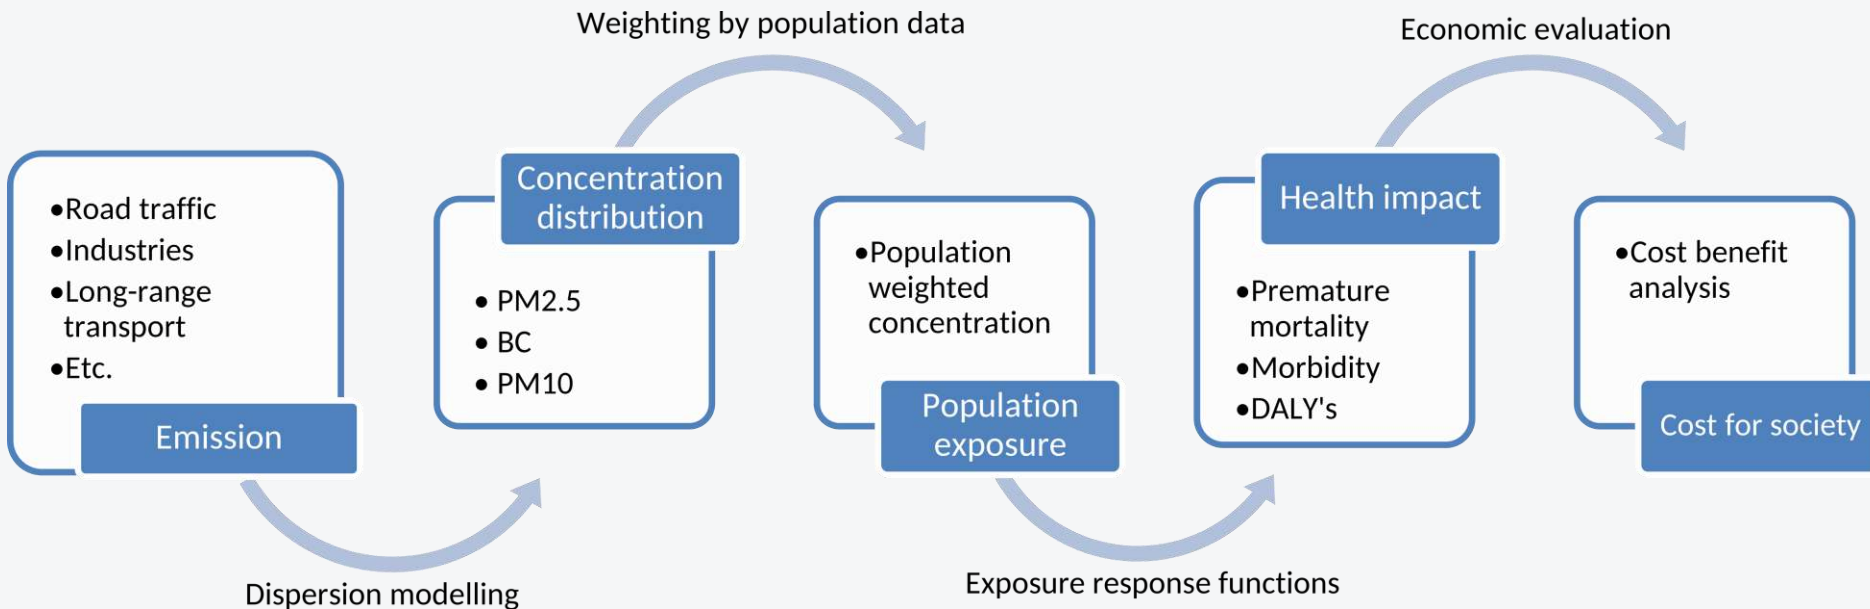 Weighting by population data
Economic evaluation
•Road traffic
•Industries
•Long-range
transport
•Etc.
Emission
Dispersion modelling
Concentration
distribution
• PM2.5
• BC
• PM10
•Population
weighted
concentration
Population
exposure
Exposure response functions
Health impact
•Premature
mortality
•Morbidity
•DALY's
•Cost benefit
analysis
Cost for society